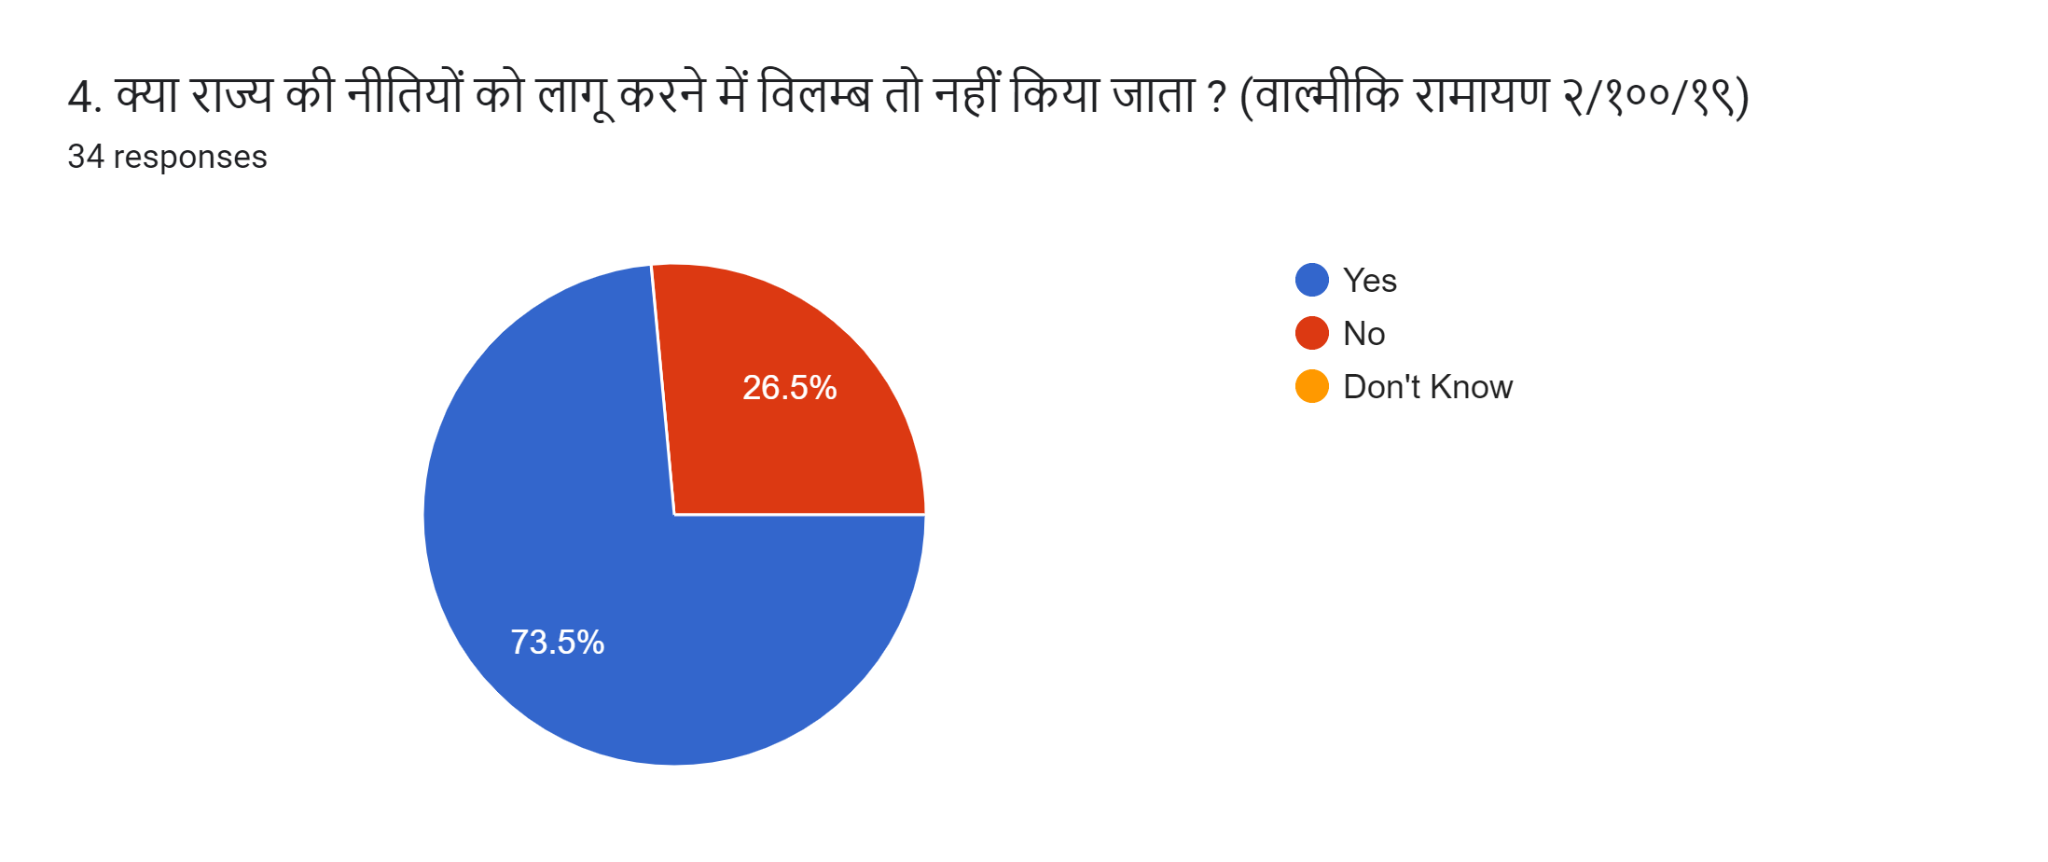 4. क्या राज्य की नीतियों को लागू करने में विलम्ब तो नहीं किया जाता ? (वाल्मीकि रामायण २/१००/१९)
34 responses
Yes
No
Don't Know
26.5%
73.5%